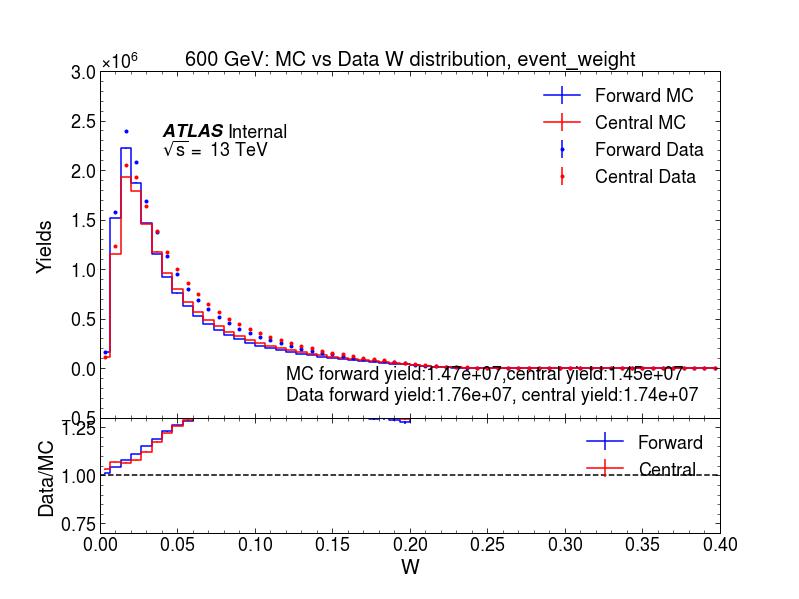 600 GeV: MC vs Data W distribution, event_weight
×10⁶
3.0
2.5
2.0
1.5
1.0
0.5
0.0
0.5
Yields
ATLAS Internal
√s = 13 TeV
Forward MC
Central MC
Forward Data
Central Data
MC forward yield:1.47e+07,central yield:1.45e+07
Data forward yield:1.76e+07, central yield:1.74e+07
1.25
1.00
0.75
Data/MC
Forward
Central
0.00 0.05 0.10 0.15 0.20 0.25 0.30 0.35 0.40
W